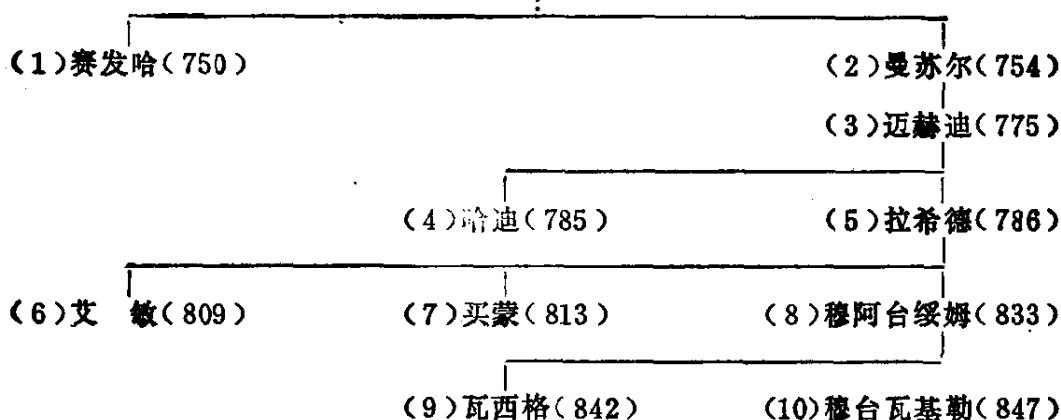 (1)赛发哈(750) (2)曼苏尔(754)
(3)迈赫迪(775)
(4)哈迪(785) (5)拉希德(786)
(6)艾 敏(809) (7)买蒙(813) (8)穆阿台绥姆(833)
(9)瓦西格(842) (10)穆台瓦基勒(847)